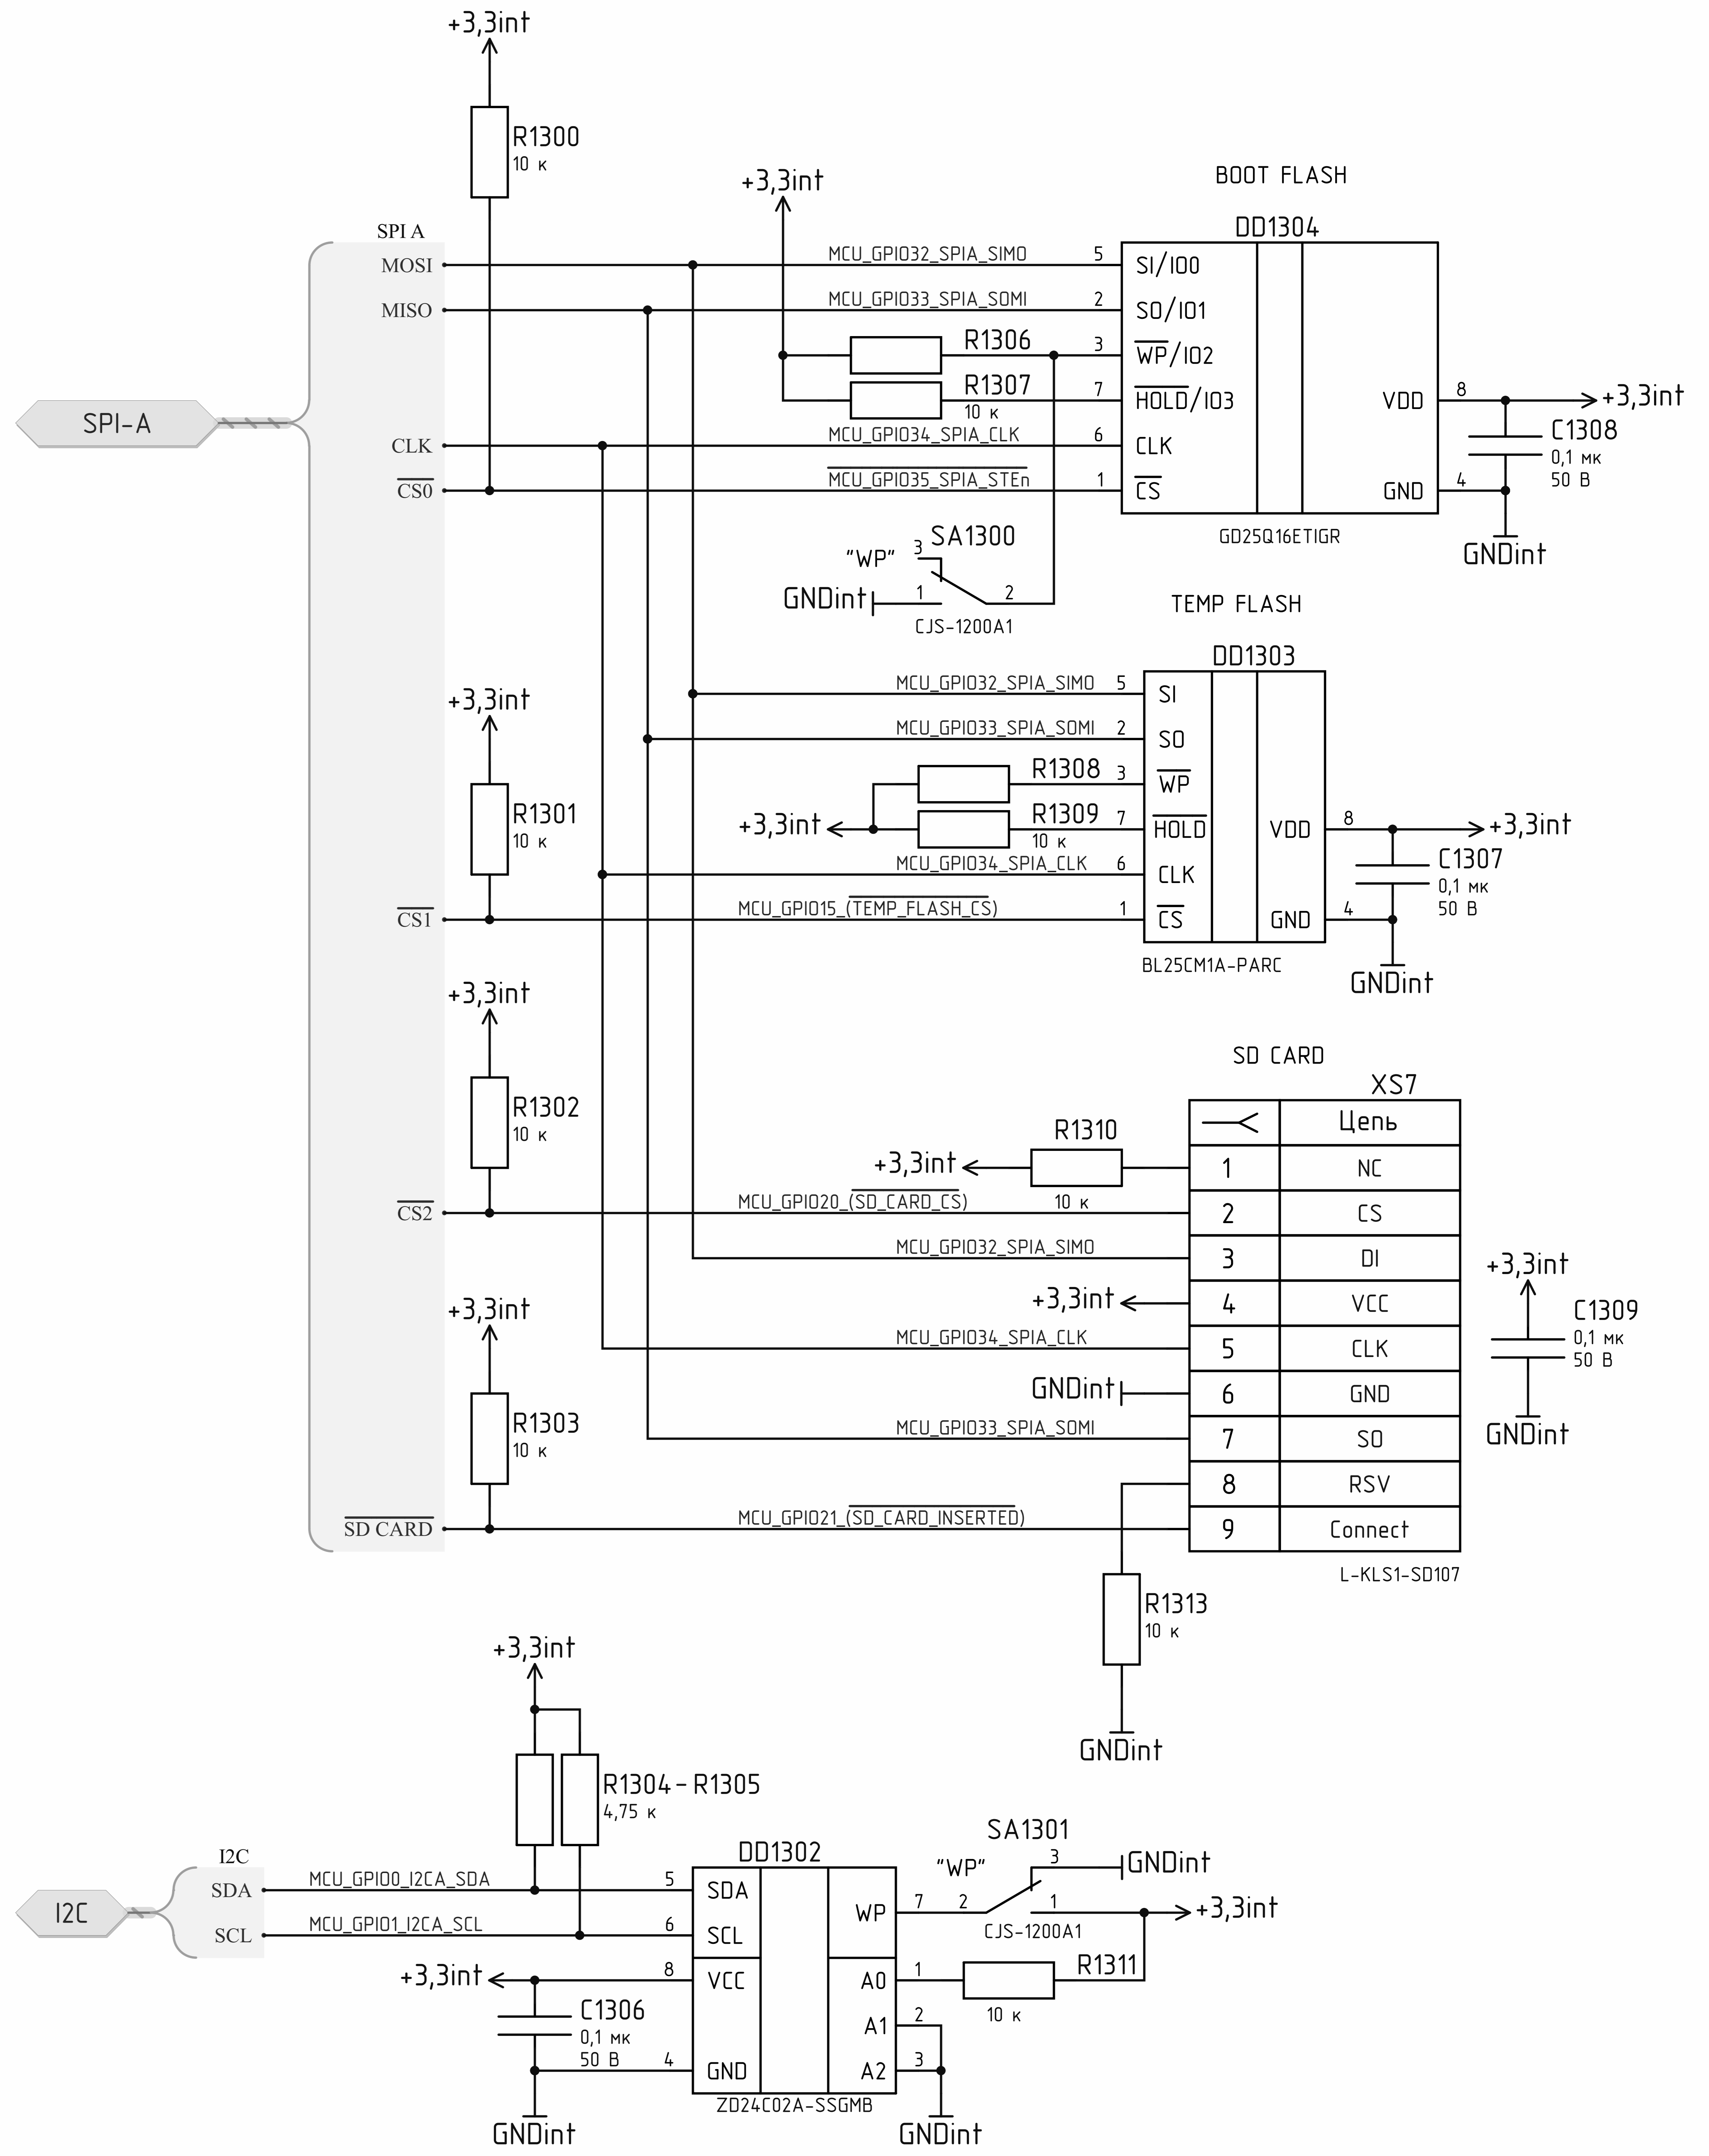 +3,3int
R1300
10 к
SPI-A
SPI A
MOSI
MISO
CLK
CS0
CS1
CS2
SD CARD
BOOT FLASH
DD1304
+3,3int
MCU_GPIO32_SPIA_SIMO 5 SI/IO0
MCU_GPIO33_SPIA_SOMI 2 SO/IO1
R1306 3 WP/IO2
R1307 7 HOLD/IO3
10 к
MCU_GPIO34_SPIA_CLK 6 CLK
MCU_GPIO35_SPIA_STEn 1 CS
VDD 8 +3,3int
C1308
0,1 мк
50 В
GND 4
GNDint
GD25Q16ETIGR
SA1300
"WP" 3
GNDint 1 2
CJS-1200A1
TEMP FLASH
DD1303
+3,3int
R1301
10 к
MCU_GPIO32_SPIA_SIMO 5 SI
MCU_GPIO33_SPIA_SOMI 2 SO
R1308 3 WP
+3,3int R1309 7 HOLD
10 к
MCU_GPIO34_SPIA_CLK 6 CLK
MCU_GPIO15_(TEMP_FLASH_CS) 1 CS
VDD 8 +3,3int
C1307
0,1 мк
50 В
GND 4
GNDint
BL25CM1A-PARC
+3,3int
R1302
10 к
SD CARD
XS7
Цепь
R1310
+3,3int 1 NC
10 к
MCU_GPIO20_(SD_CARD_CS) 2 CS
MCU_GPIO32_SPIA_SIMO 3 DI
+3,3int 4 VCC
MCU_GPIO34_SPIA_CLK 5 CLK
GNDint 6 GND
MCU_GPIO33_SPIA_SOMI 7 SO
8 RSV
MCU_GPIO21_(SD_CARD_INSERTED) 9 Connect
L-KLS1-SD107
+3,3int
C1309
0,1 мк
50 В
GNDint
+3,3int
R1303
10 к
R1313
10 к
GNDint
+3,3int
R1304-R1305
4,75 к
I2C
I2C
SDA
SCL
DD1302
MCU_GPIO0_I2CA_SDA 5 SDA
MCU_GPIO1_I2CA_SCL 6 SCL
+3,3int 8 VCC
C1306
0,1 мк
50 В
4 GND
GNDint
ZD24C02A-SSGMB
SA1301
"WP" 3 GNDint
WP 7 2 1 +3,3int
CJS-1200A1
A0 1 R1311
10 к
A1 2
A2 3
GNDint